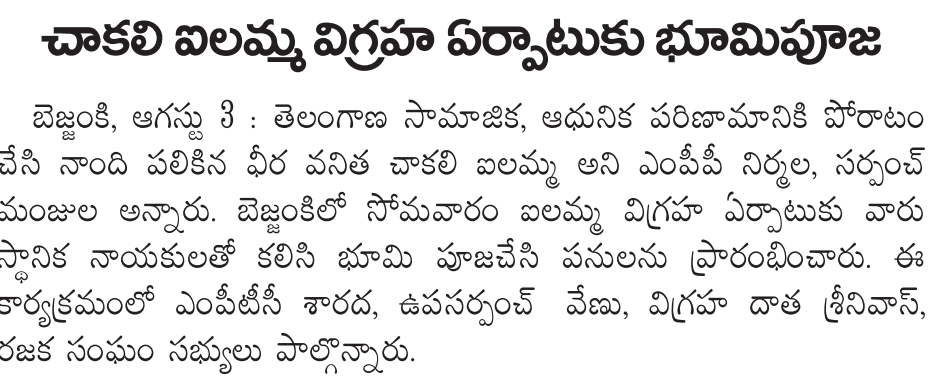 చాకలి ఐలమ్మ విగ్రహ ఏర్పాటుకు భూమిపూజ
బెజ్జంకి, ఆగస్టు 3 : తెలంగాణ సామాజిక, ఆధునిక పరిణామానికి పోరాటం
చేసి నాంది పలికిన ధీర వనిత చాకలి ఐలమ్మ అని ఎంపీపీ నిర్మల, సర్పంచ్
మంజుల అన్నారు. బెజ్జంకిలో సోమవారం ఐలమ్మ విగ్రహ ఏర్పాటుకు వారు
స్థానిక నాయకులతో కలిసి భూమి పూజచేసి పనులను ప్రారంభించారు. ఈ
కార్యక్రమంలో ఎంపీటీసీ శారద, ఉపసర్పంచ్ వేణు, విగ్రహ దాత శ్రీనివాస్,
రజక సంఘం సభ్యులు పాల్గొన్నారు.